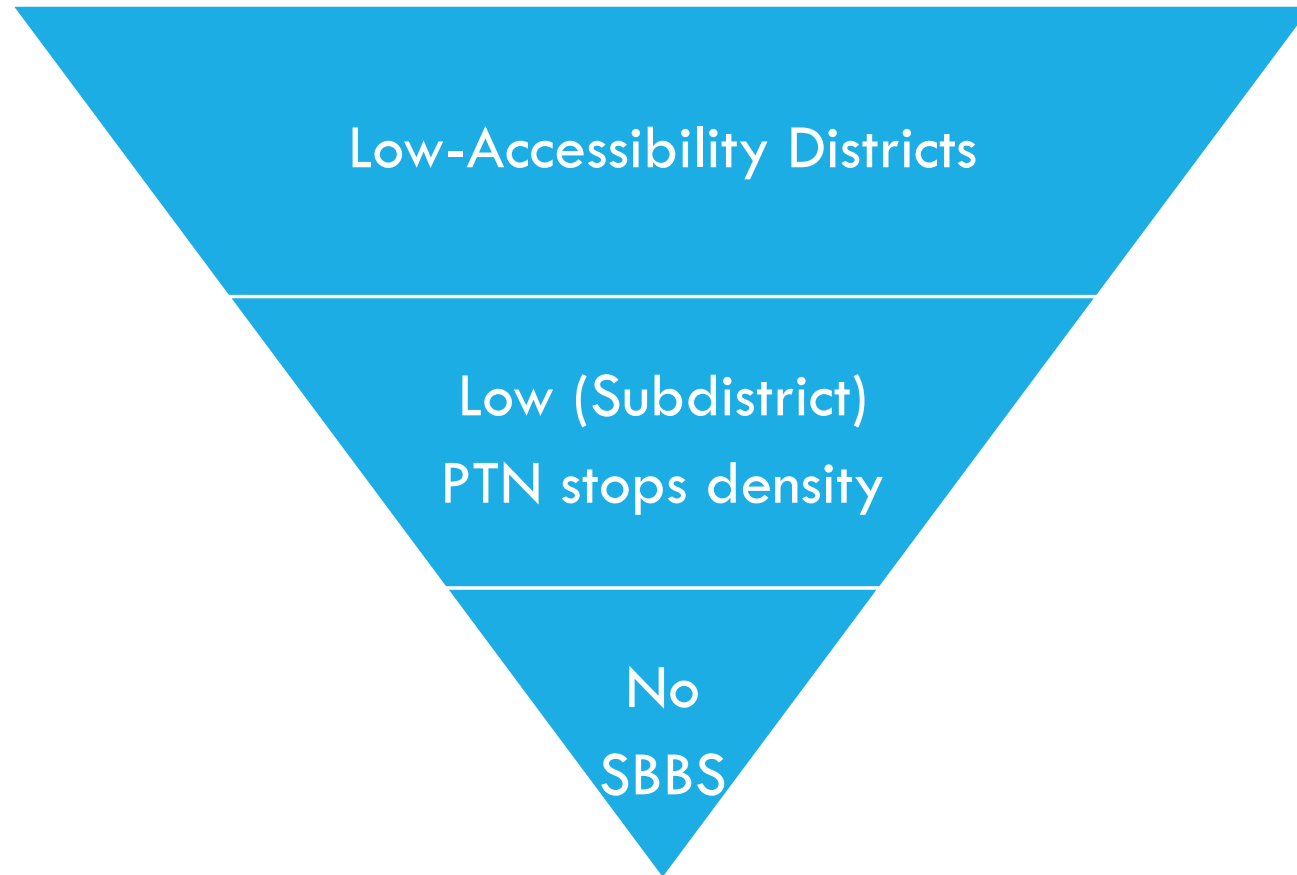 Low-Accessibility Districts
Low (Subdistrict)
PTN stops density
No
SBBS